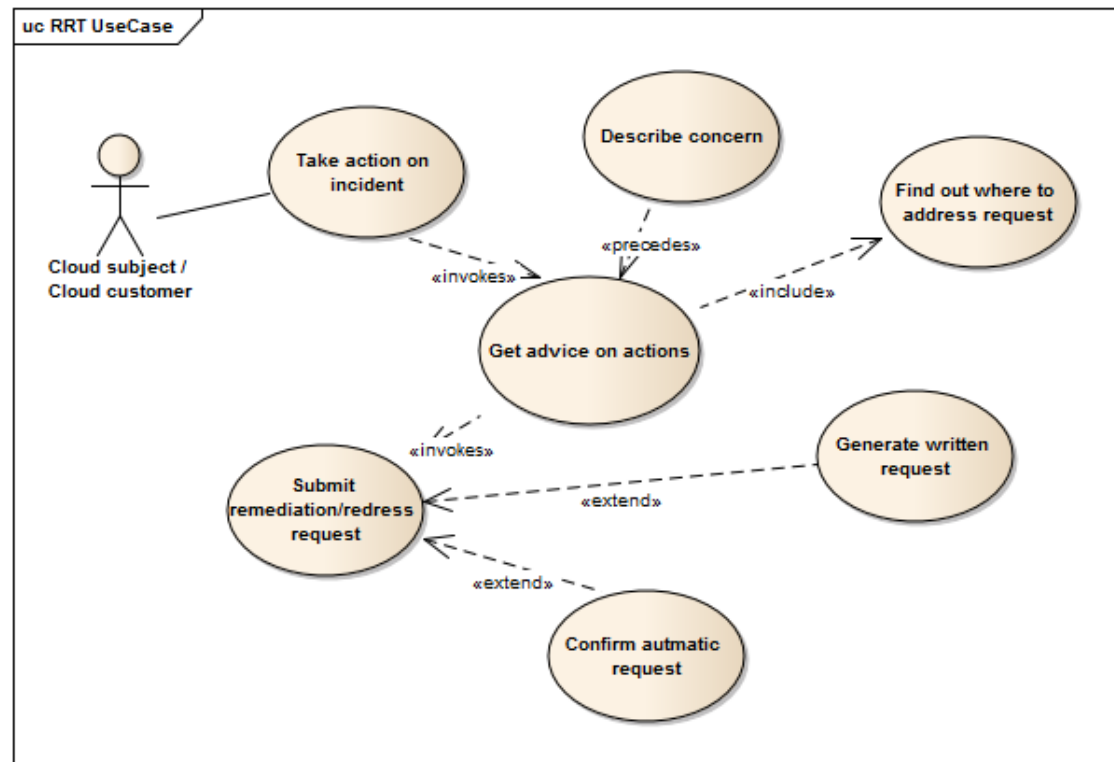 uc RRT UseCase
Describe concern
Take action on
incident
Find out where to
address request
Cloud subject /
Cloud customer
«precedes»
«invokes»
«include»
Get advice on actions
Generate written
request
«invokes»
Submit
remediation/redress
request
«extend»
«extend»
Confirm autmatic
request